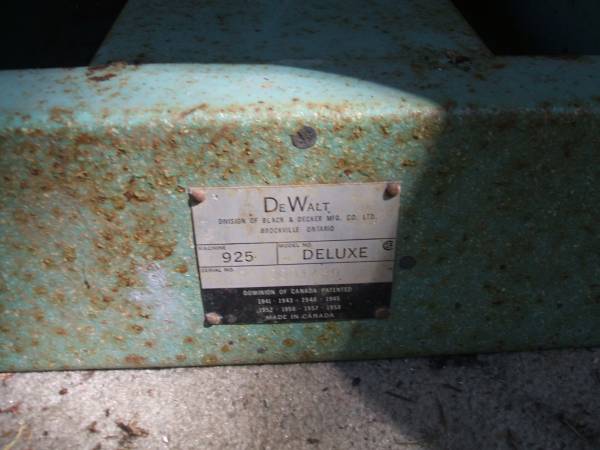 DEWALT
DIVISION OF BLACK & DECKER MFG. CO. LTD.
BROCKVILLE ONTARIO
MACHINE 925 MODEL NO. DELUXE
SERIAL NO.
DOMINION OF CANADA PATENTED
1941 · 1943 · 1948 · 1945
1952 · 1956 · 1957 · 1958
MADE IN CANADA